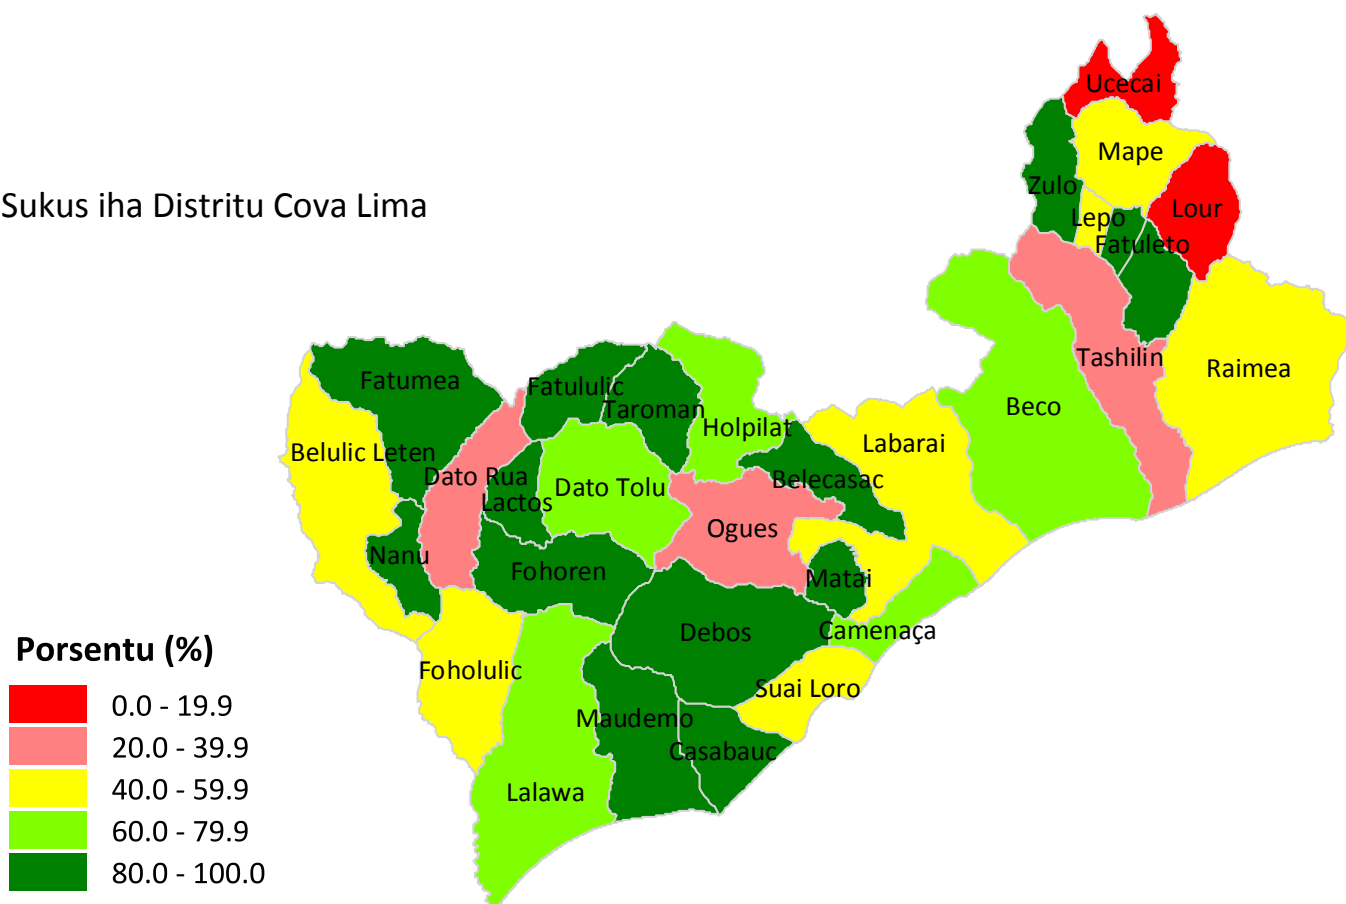 Ucecai
Mape
Zulo
Lour
Lepo
Sukus iha Distritu Cova Lima
Fatuleto
Tashilin
Raimea
Fatumea
Fatululic
Taroman
Beco
Holpilat
Labarai
Belulic Leten
Dato Rua
Belecasac
Dato Tolu
Lactos
Ogues
Nanu
Fohoren
Matai
Debos
Camenaça
Porsentu (%)
Foholulic
Suai Loro
0.0 - 19.9
Maudemo
20.0 - 39.9
Casabauc
40.0 - 59.9
Lalawa
60.0 - 79.9
80.0 - 100.0